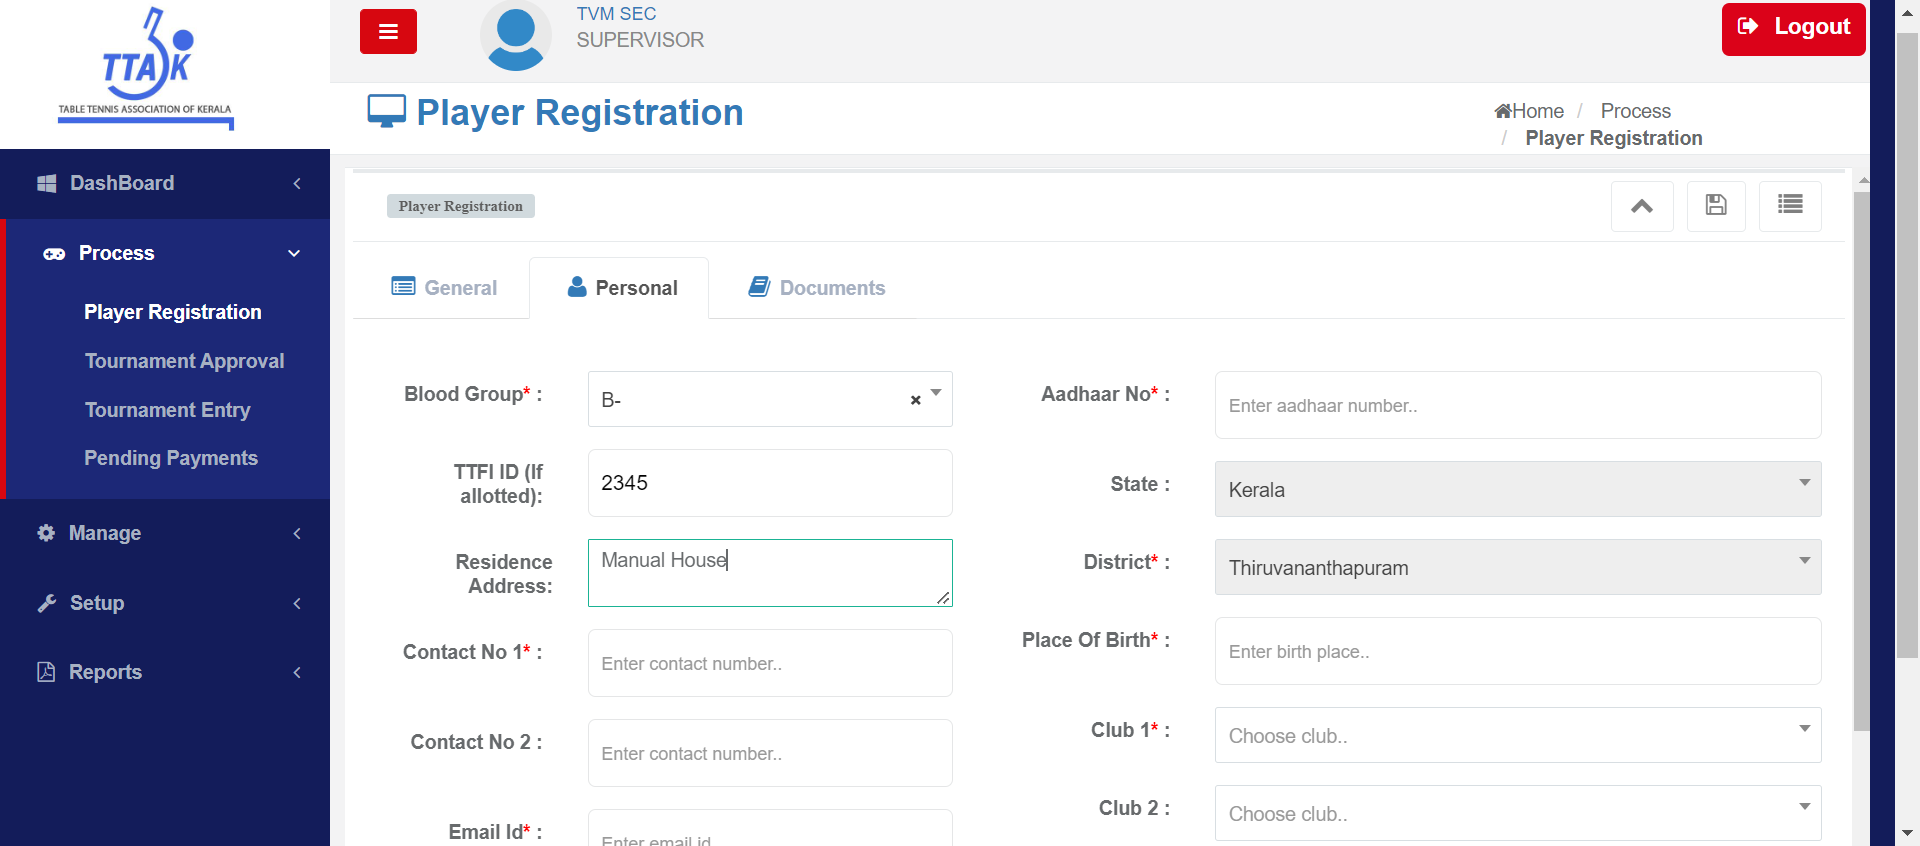 TTAK
TABLE TENNIS ASSOCIATION OF KERALA
TVM SEC
SUPERVISOR
Logout
Player Registration
Home / Process
/ Player Registration
DashBoard
Process
Player Registration
Tournament Approval
Tournament Entry
Pending Payments
Manage
Setup
Reports
Player Registration
General
Personal
Documents
Blood Group* :
B-
×
Aadhaar No* :
Enter aadhaar number..
TTFI ID (If
allotted):
2345
State :
Kerala
Residence
Address:
Manual House
District* :
Thiruvananthapuram
Contact No 1* :
Enter contact number..
Place Of Birth* :
Enter birth place..
Contact No 2 :
Enter contact number..
Club 1* :
Choose club..
Email Id* :
Enter email id
Club 2 :
Choose club..